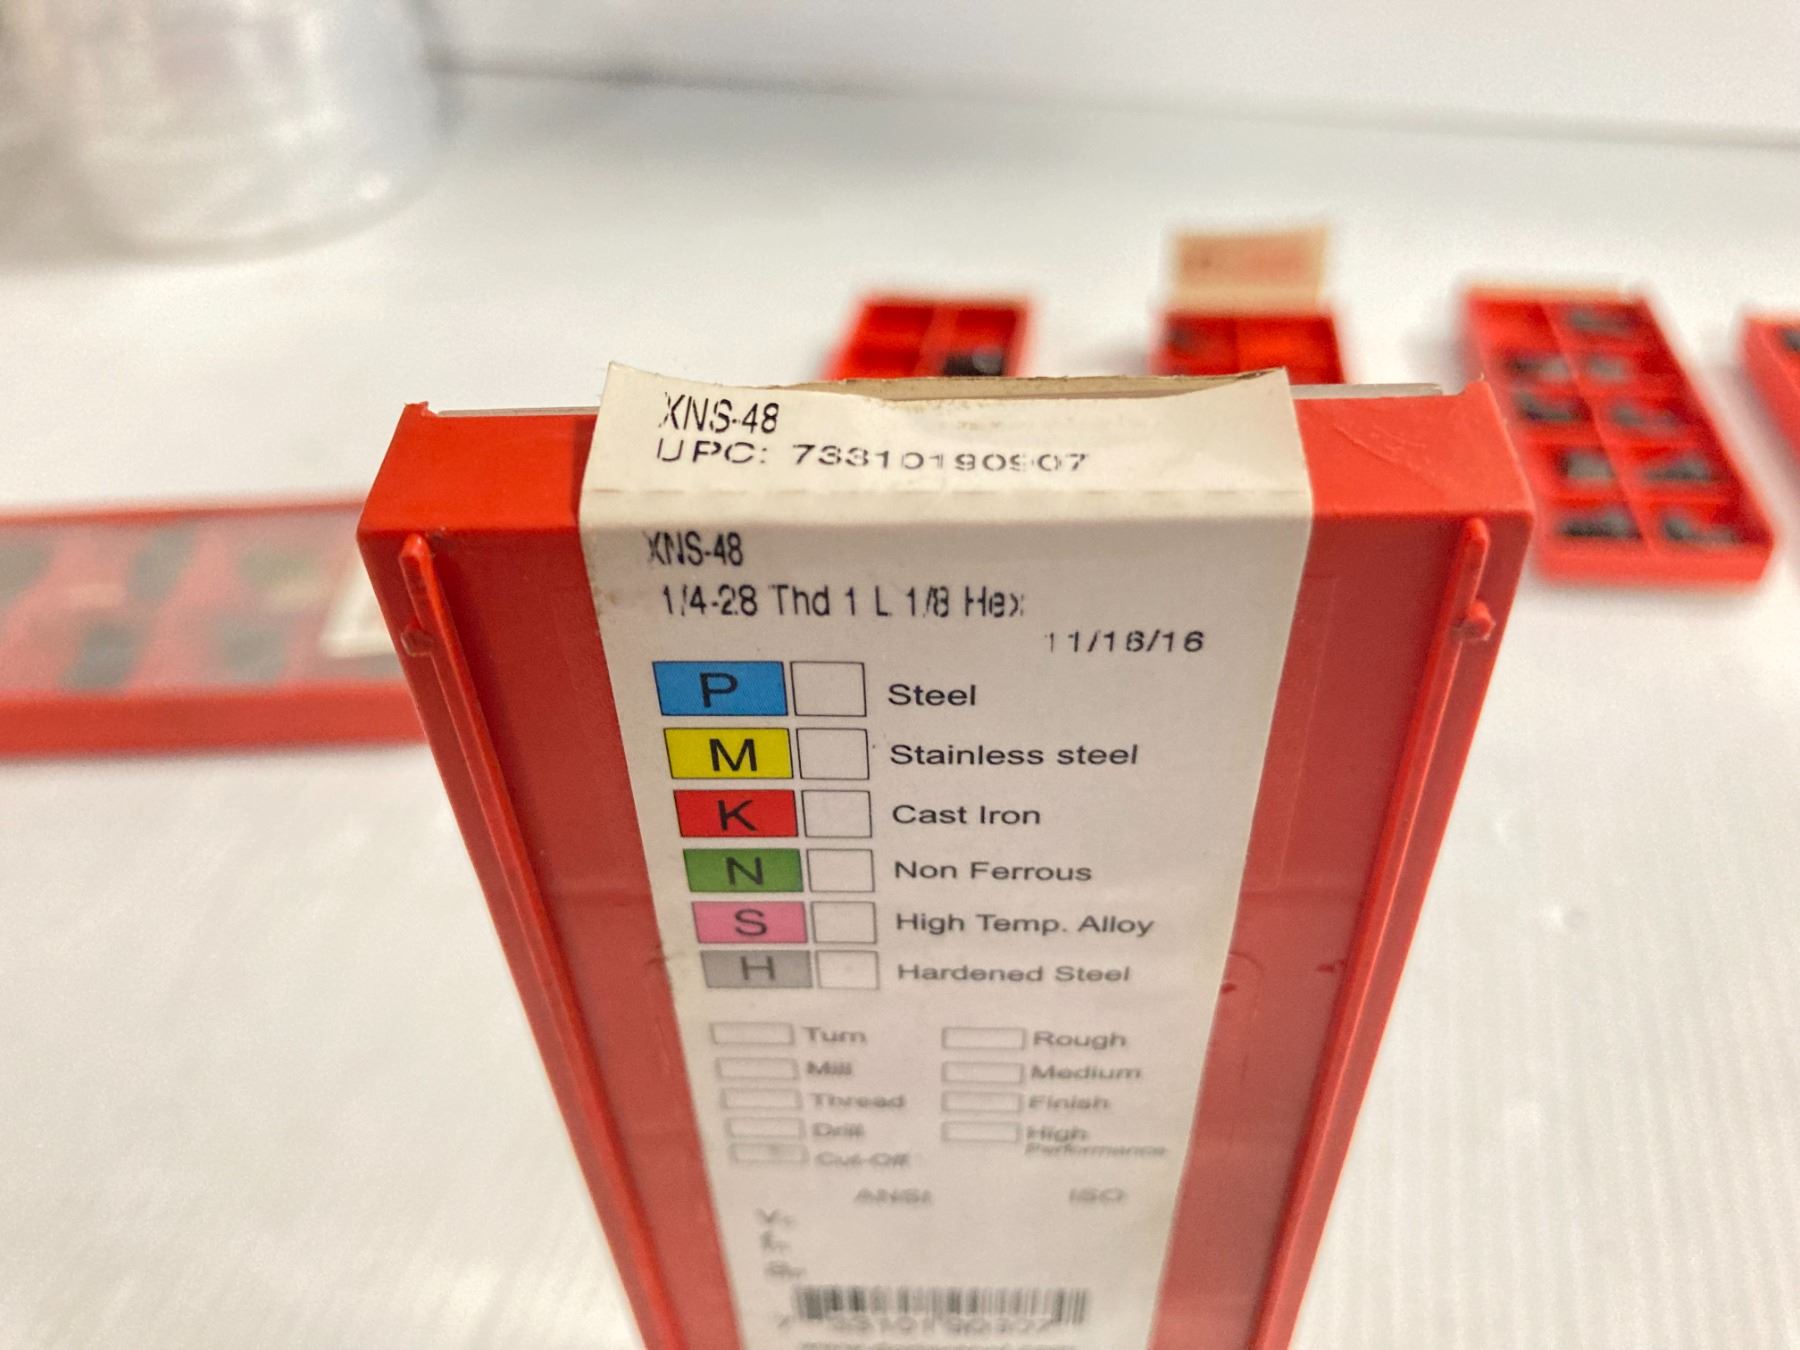 XNS-48
UPC: 73310190907
XNS-48
1/4-28 Thd 1 L 1/8 Hex
11/16/16
P Steel
M Stainless steel
K Cast Iron
N Non Ferrous
S High Temp. Alloy
H Hardened Steel
Turn Rough
Mill Medium
Thread Finish
Drill High
Performance
Cut-Off
ANSI ISO